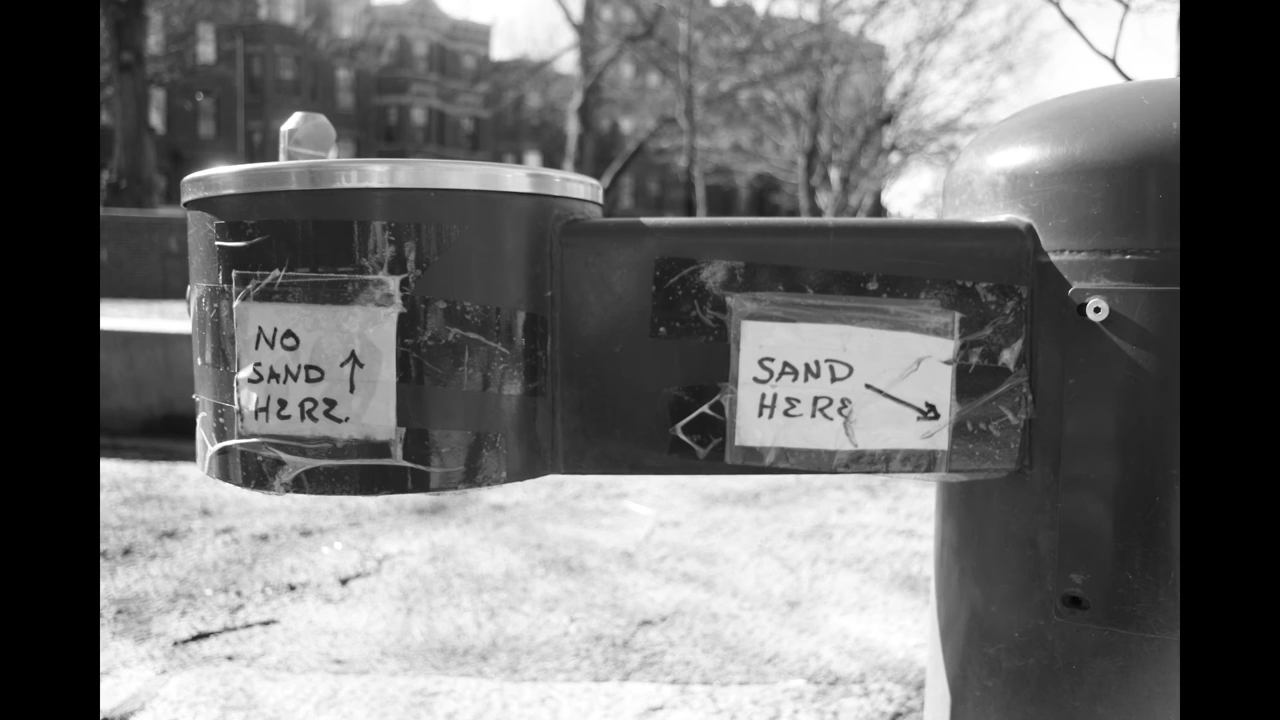 NO
SAND ↑
HERE.
SAND
HERE ↘